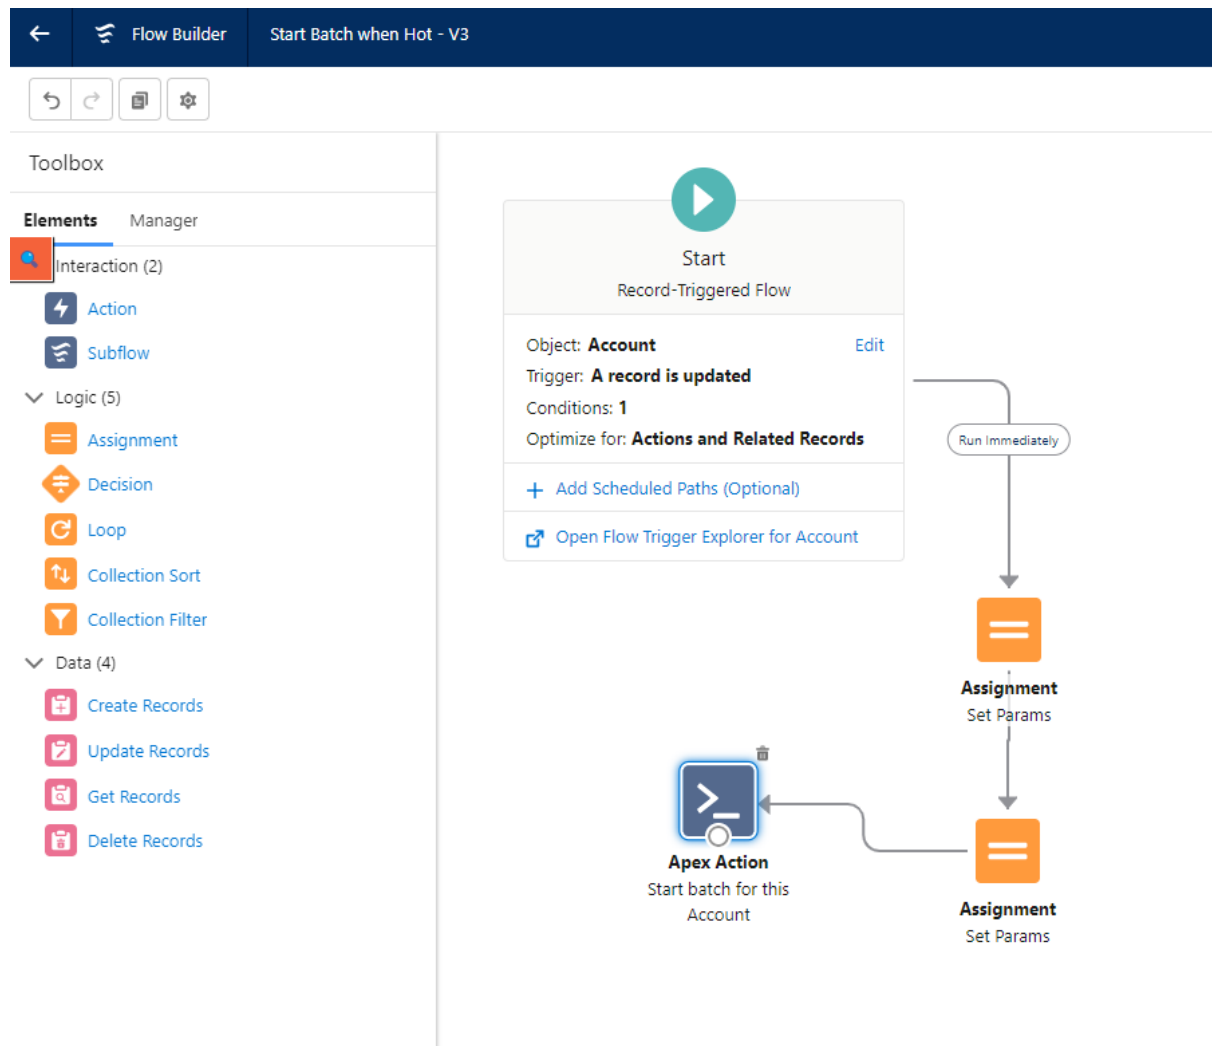 Flow Builder
Start Batch when Hot - V3
Toolbox
Elements
Manager
Interaction (2)
Action
Subflow
Logic (5)
Assignment
Decision
Loop
Collection Sort
Collection Filter
Data (4)
Create Records
Update Records
Get Records
Delete Records
Start
Record-Triggered Flow
Object: Account
Edit
Trigger: A record is updated
Conditions: 1
Optimize for: Actions and Related Records
Add Scheduled Paths (Optional)
Open Flow Trigger Explorer for Account
Run Immediately
Assignment
Set Params
Apex Action
Start batch for this
Account
Assignment
Set Params